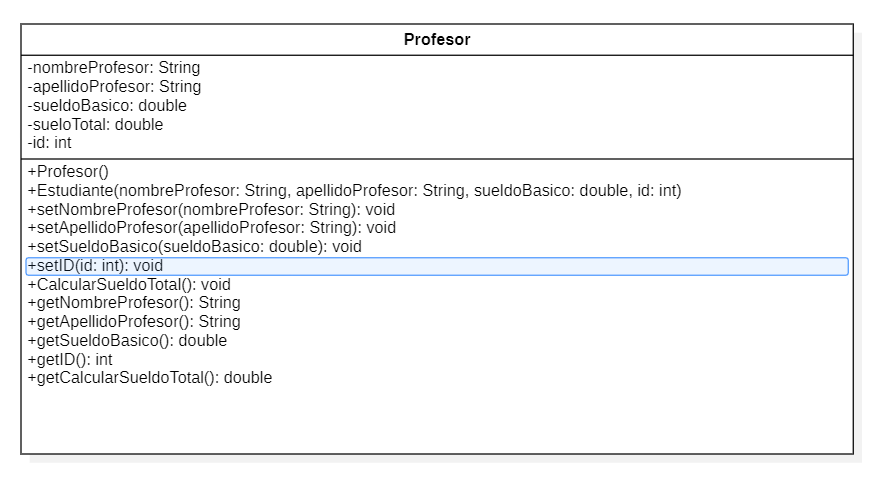 Profesor
-nombreProfesor: String
-apellidoProfesor: String
-sueldoBasico: double
-sueloTotal: double
-id: int
+Profesor()
+Estudiante(nombreProfesor: String, apellidoProfesor: String, sueldoBasico: double, id: int)
+setNombreProfesor(nombreProfesor: String): void
+setApellidoProfesor(apellidoProfesor: String): void
+setSueldoBasico(sueldoBasico: double): void
+setID(id: int): void
+CalcularSueldoTotal(): void
+getNombreProfesor(): String
+getApellidoProfesor(): String
+getSueldoBasico(): double
+getID(): int
+getCalcularSueldoTotal(): double